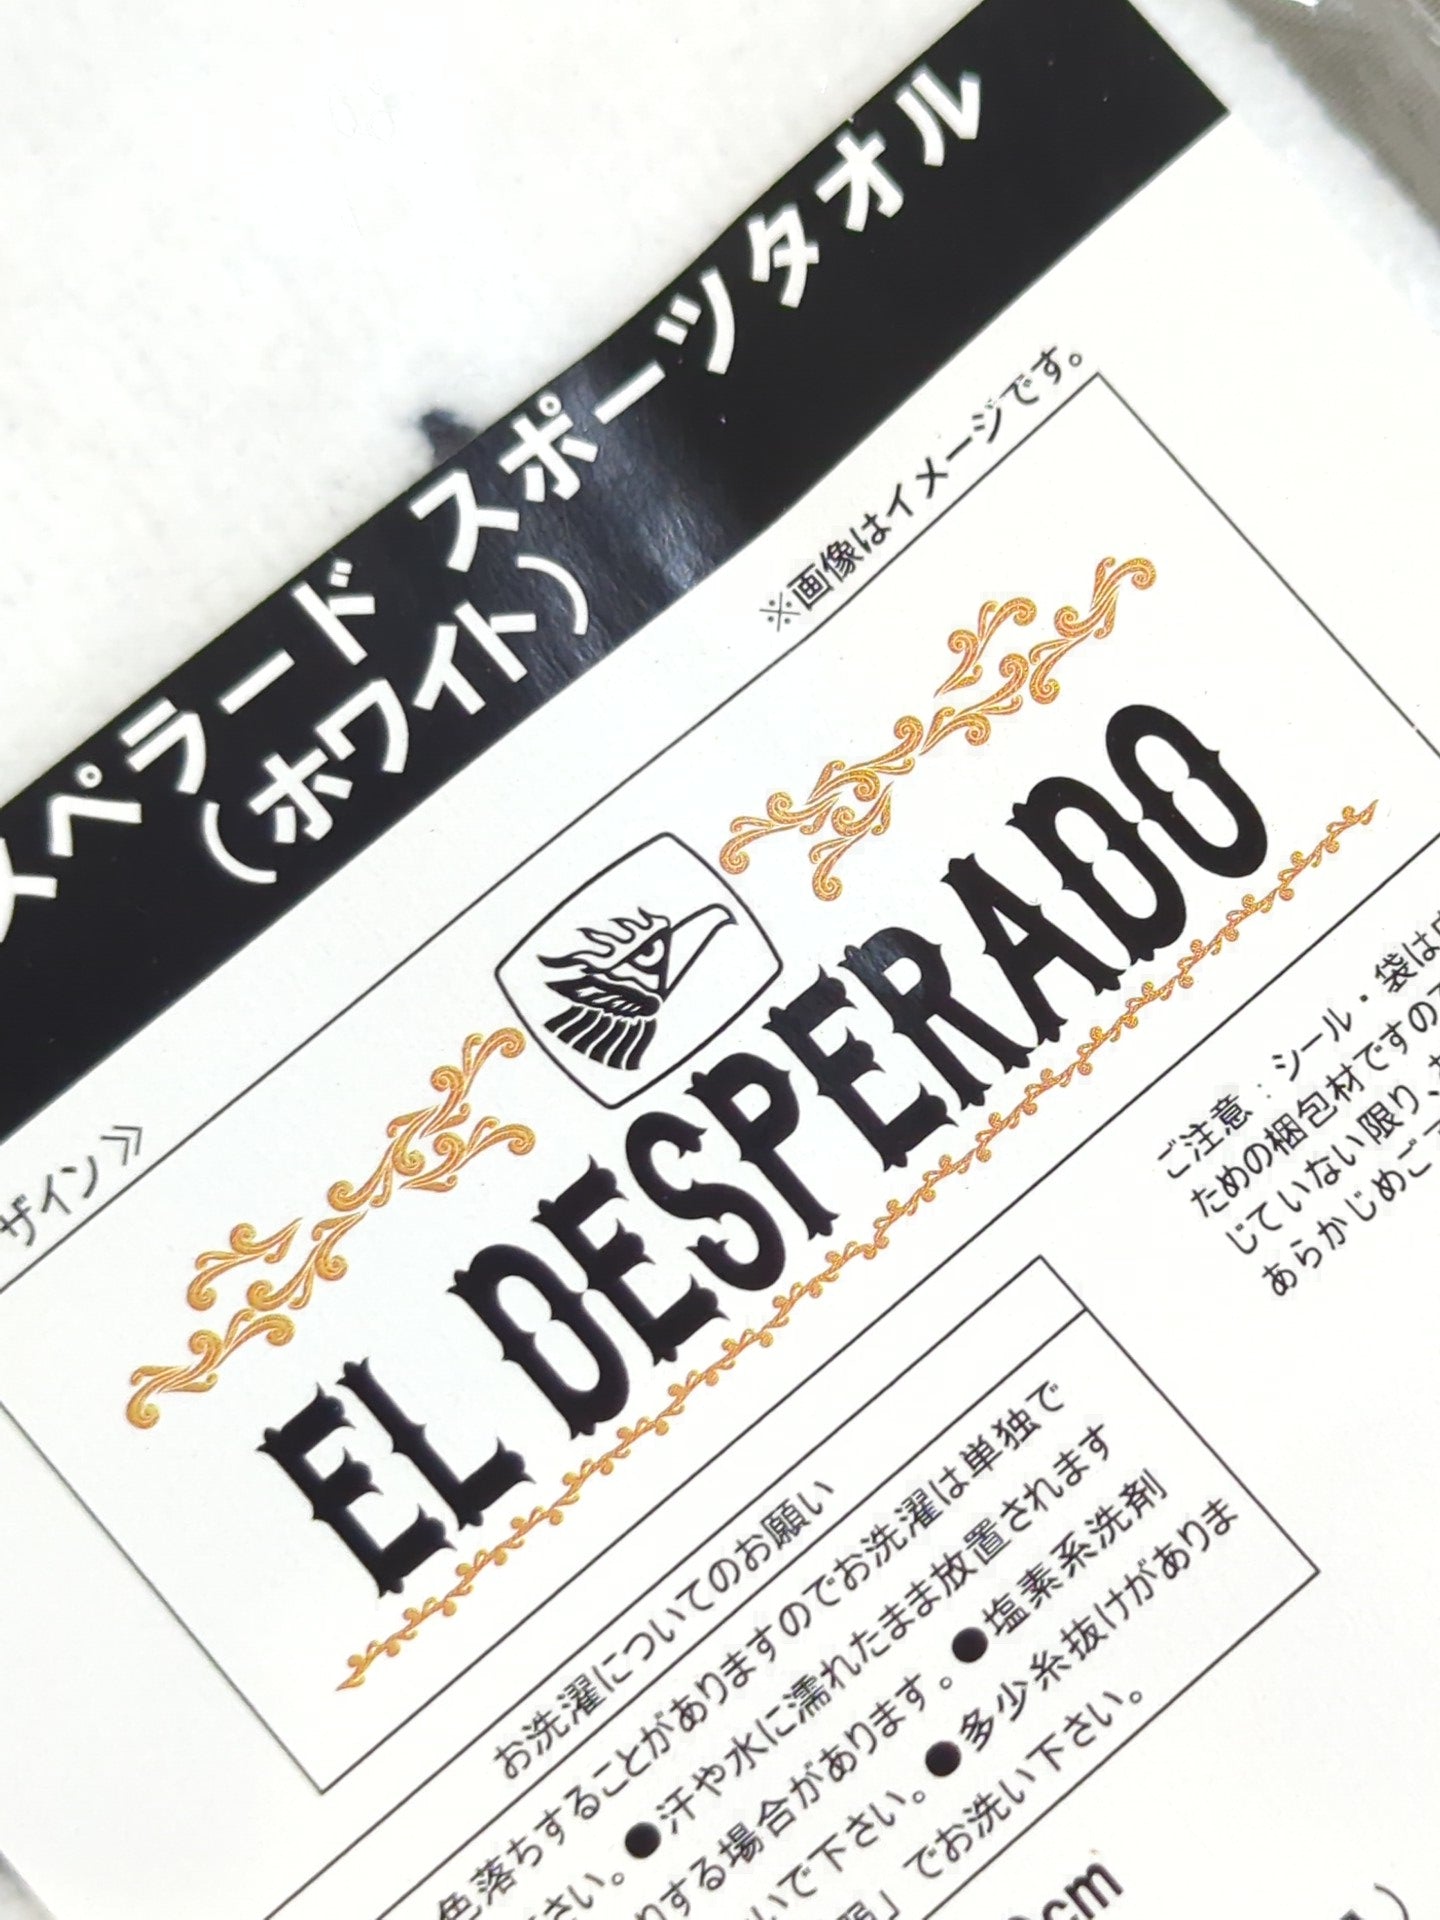 スペラード スポーツタオル
（ホワイト）
ザイン》
※画像はイメージです。
EL DESPERADO
ご注意：シール・袋は
ための梱包材ですので
じていない限り、
あらかじめご
お洗濯についてのお願い
色落ちすることがありますのでお洗濯は単独で
さい。●汗や水に濡れたまま放置されます
りする場合があります。●塩素系洗剤
いで下さい。●多少糸抜けがありま
」でお洗い下さい。
cm